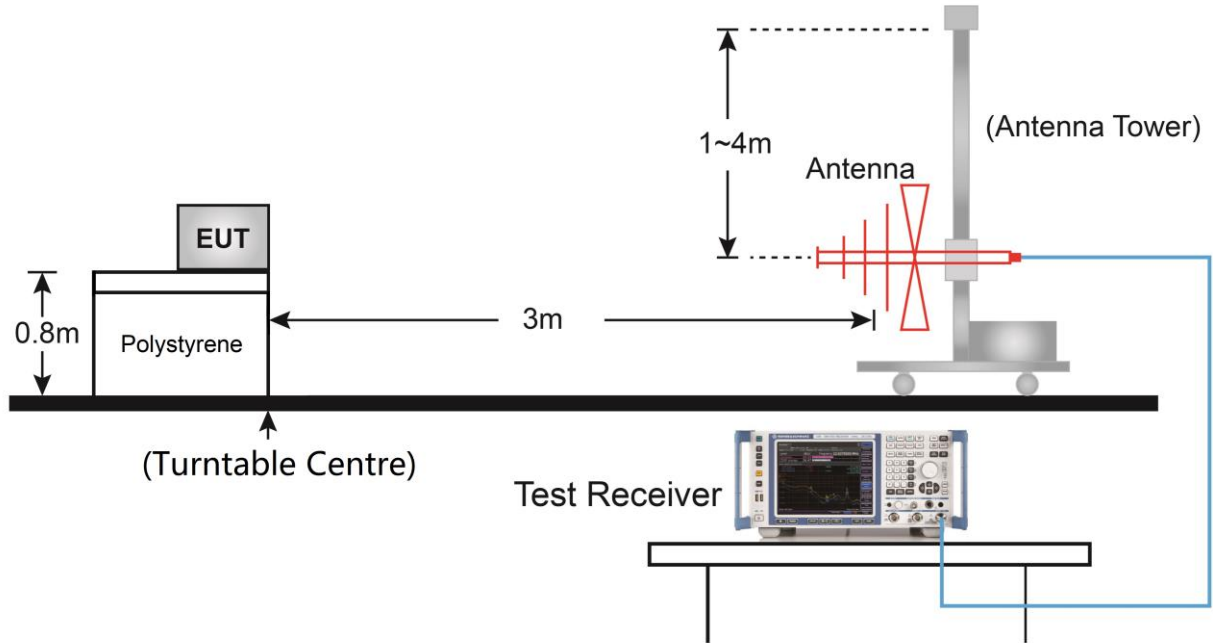 1~4m
(Antenna Tower)
Antenna
EUT
0.8m
3m
Polystyrene
(Turntable Centre)
Test Receiver